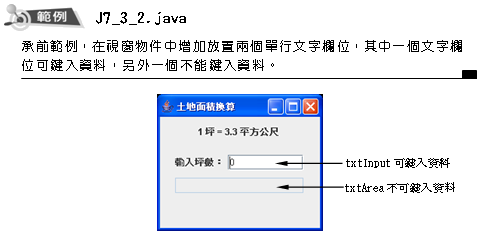 範例 J7_3_2.java
承前範例，在視窗物件中增加放置兩個單行文字欄位，其中一個文字欄
位可鍵入資料，另外一個不能鍵入資料。
土地面積換算
1 坪 = 3.3 平方公尺
輸入坪數： 0
txtInput 可鍵入資料
txtArea 不可鍵入資料